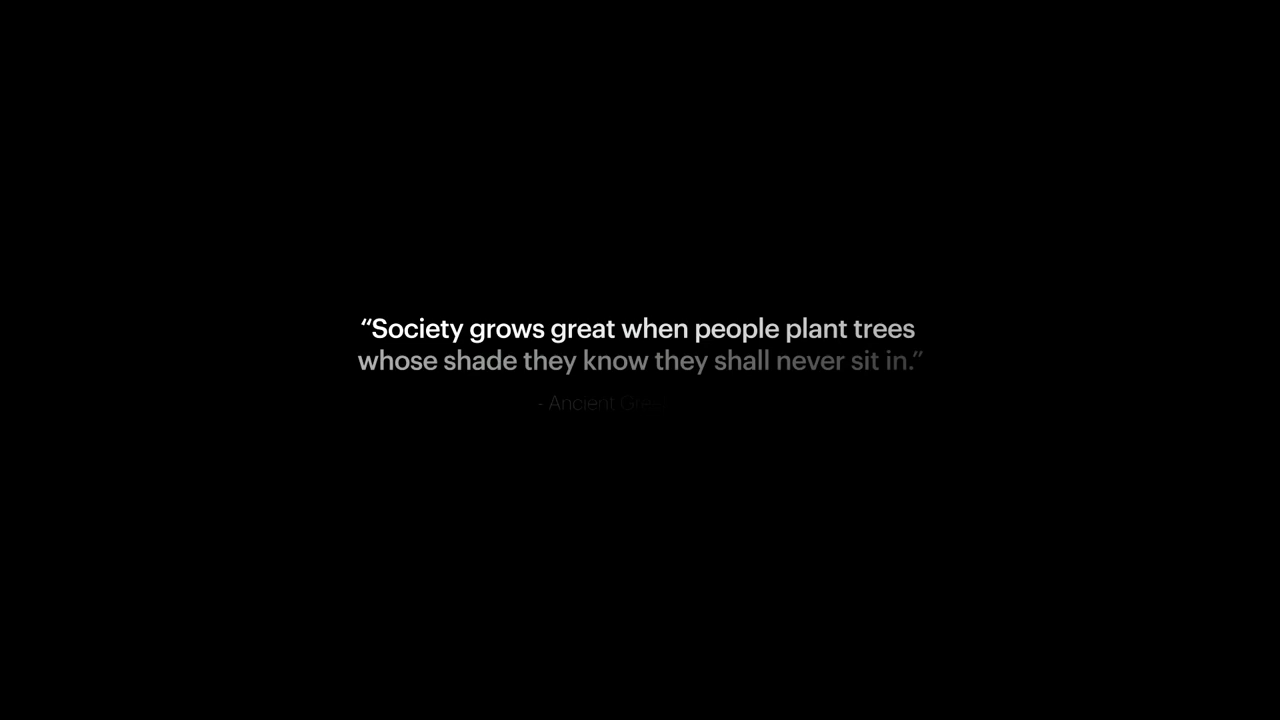 “Society grows great when people plant trees
whose shade they know they shall never sit in.”
- Ancient